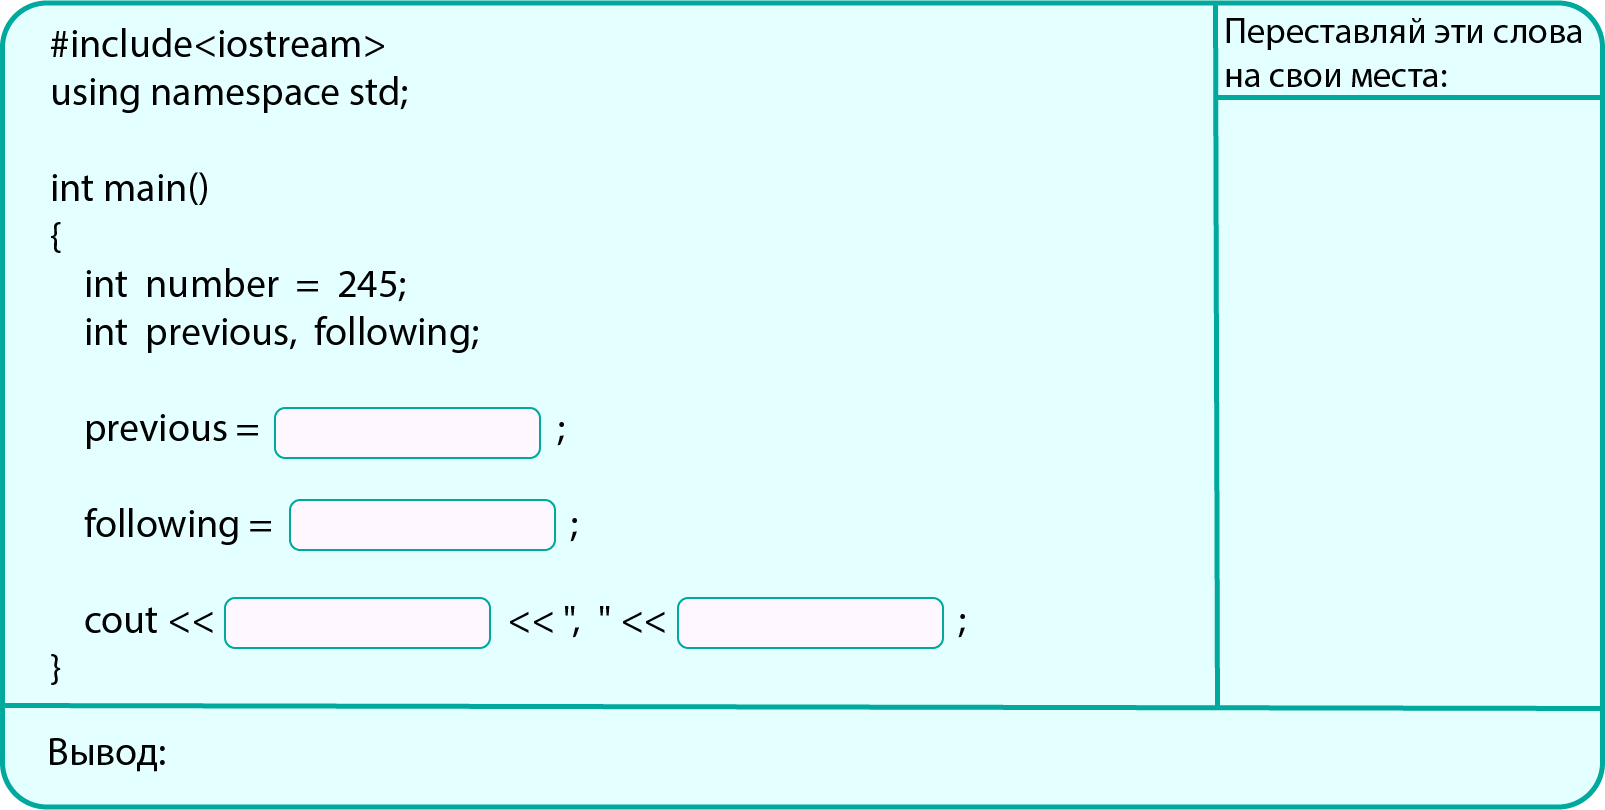 #include<iostream>
using namespace std;
int main()
{
int number = 245;
int previous, following;
previous = ;
following = ;
cout << << ", " << ;
}
Переставляй эти слова
на свои места:
Вывод: